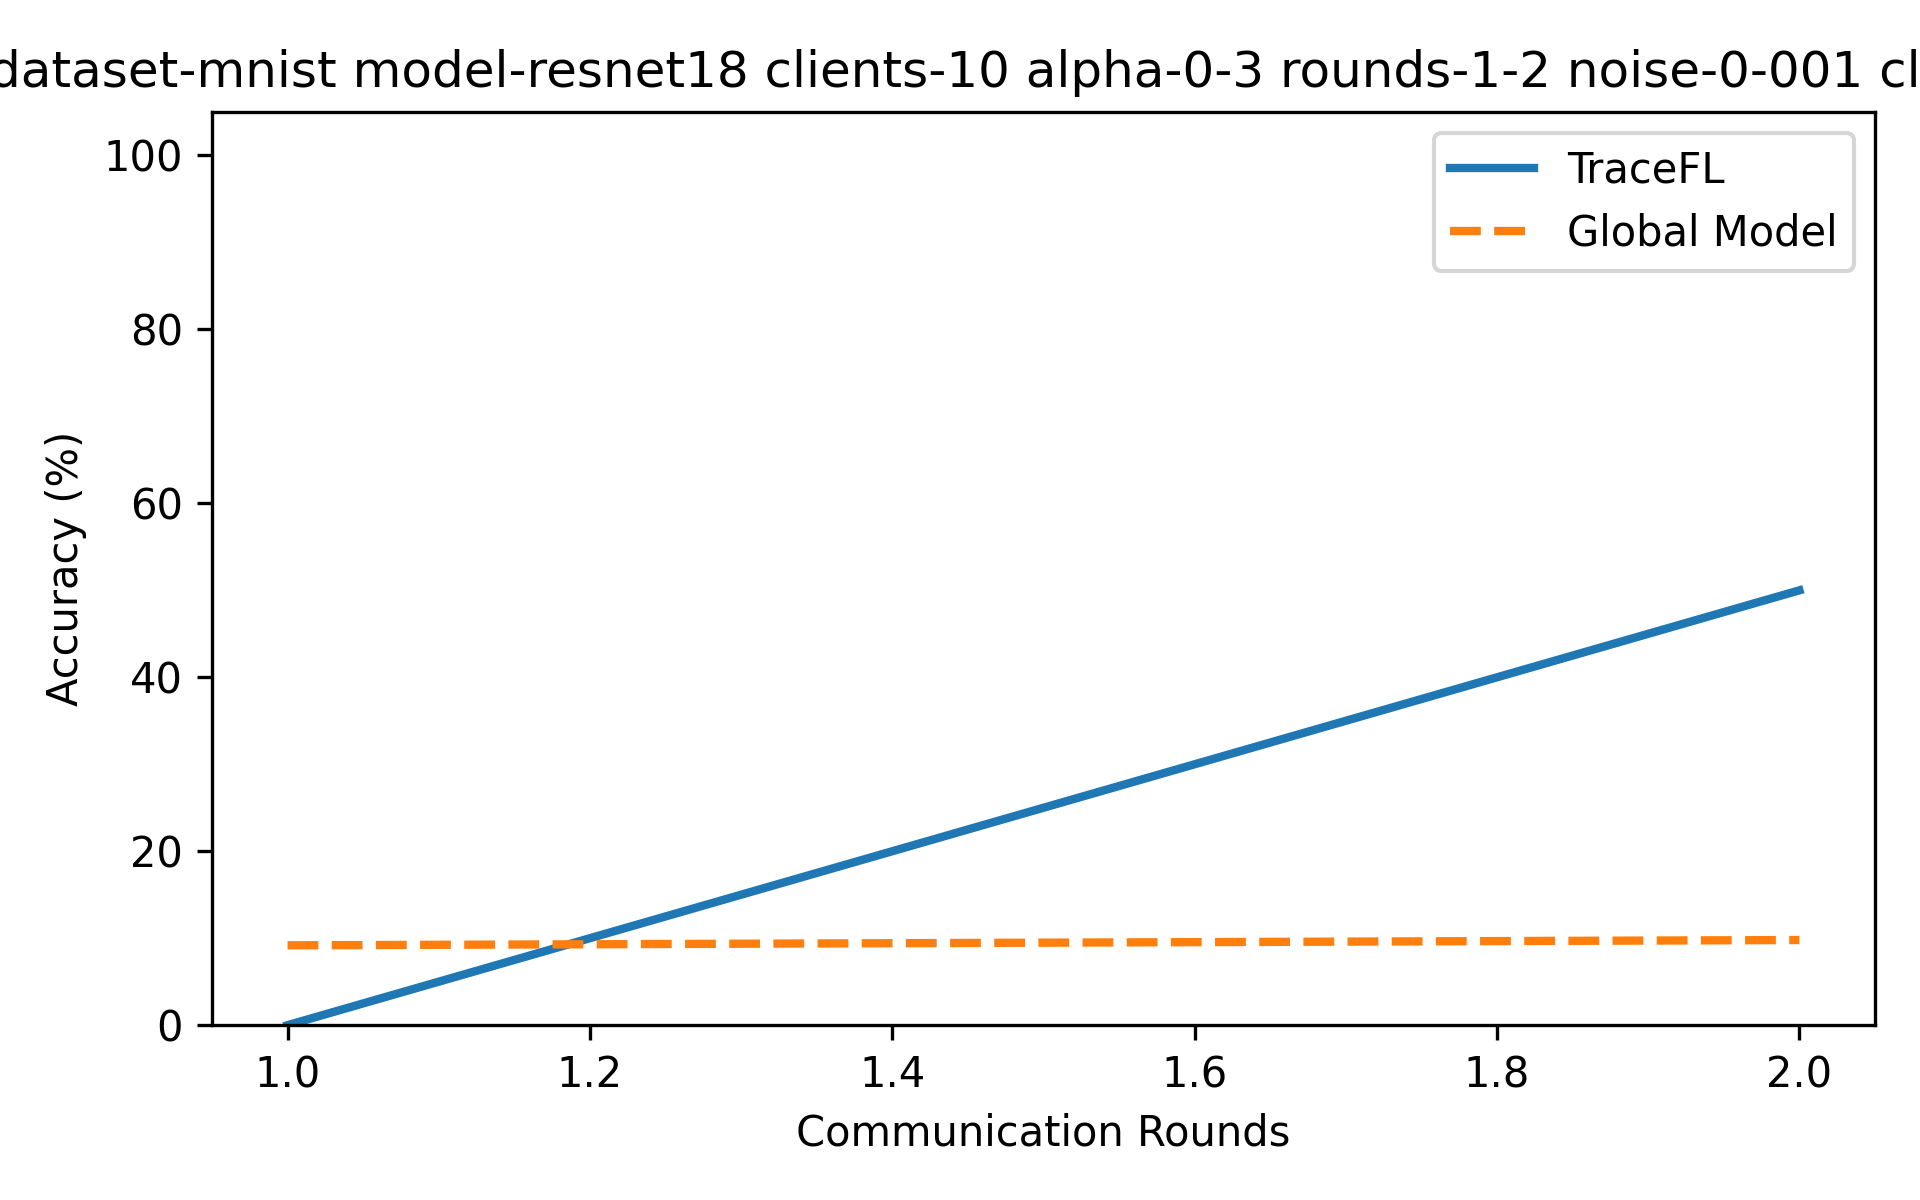 dataset-mnist model-resnet18 clients-10 alpha-0-3 rounds-1-2 noise-0-001
TraceFL
Global Model
100
80
60
40
20
0
Accuracy (%)
1.0 1.2 1.4 1.6 1.8 2.0
Communication Rounds